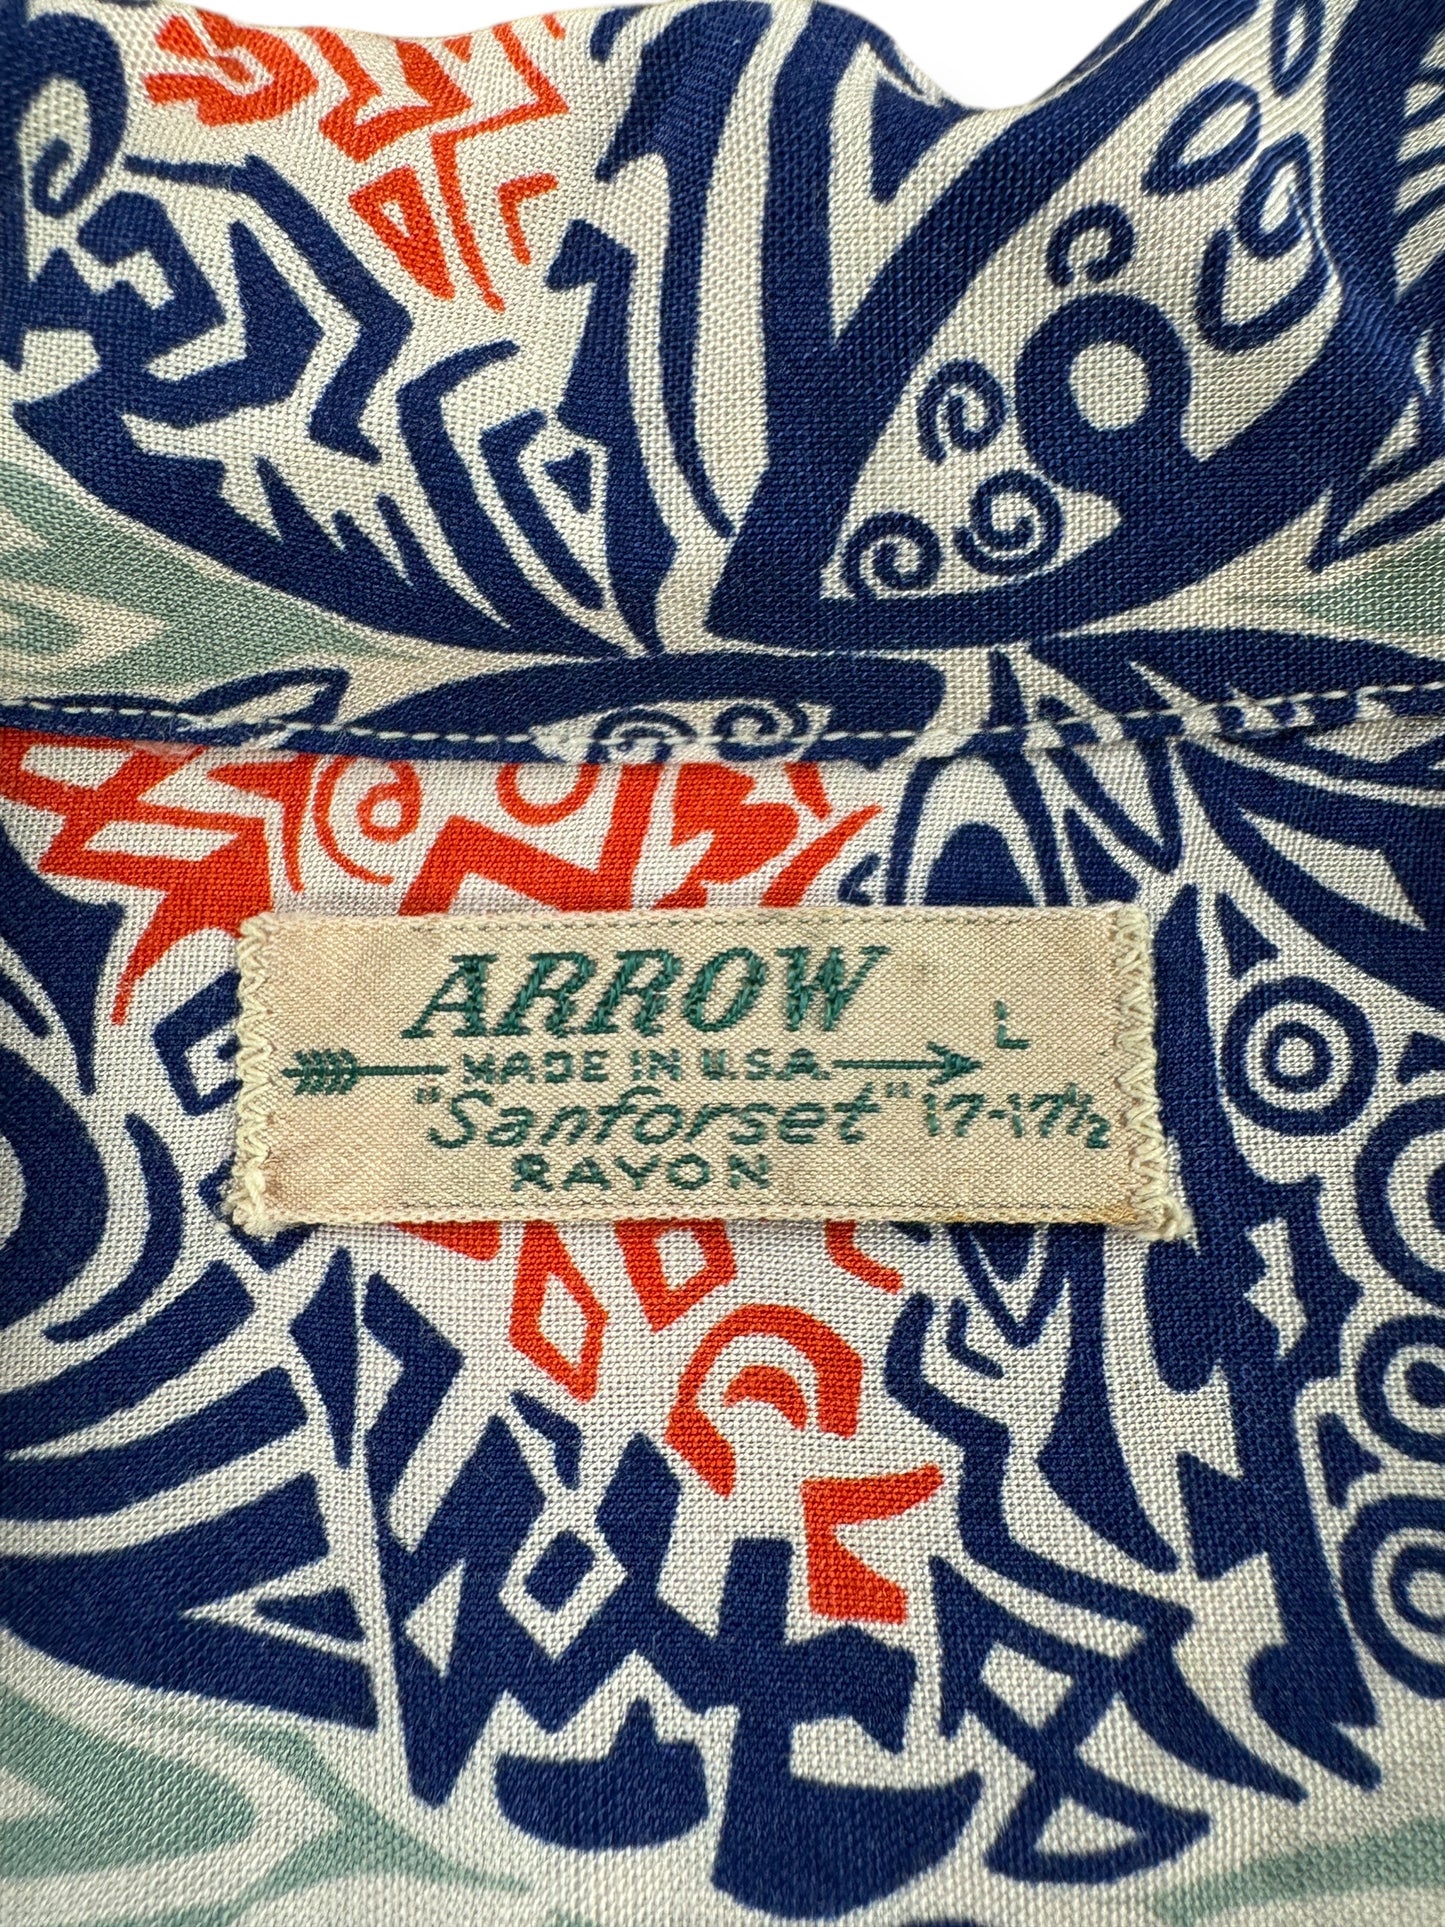 ARROW
MADE IN U.S.A. L
"Sanforset" 17-17½
RAYON